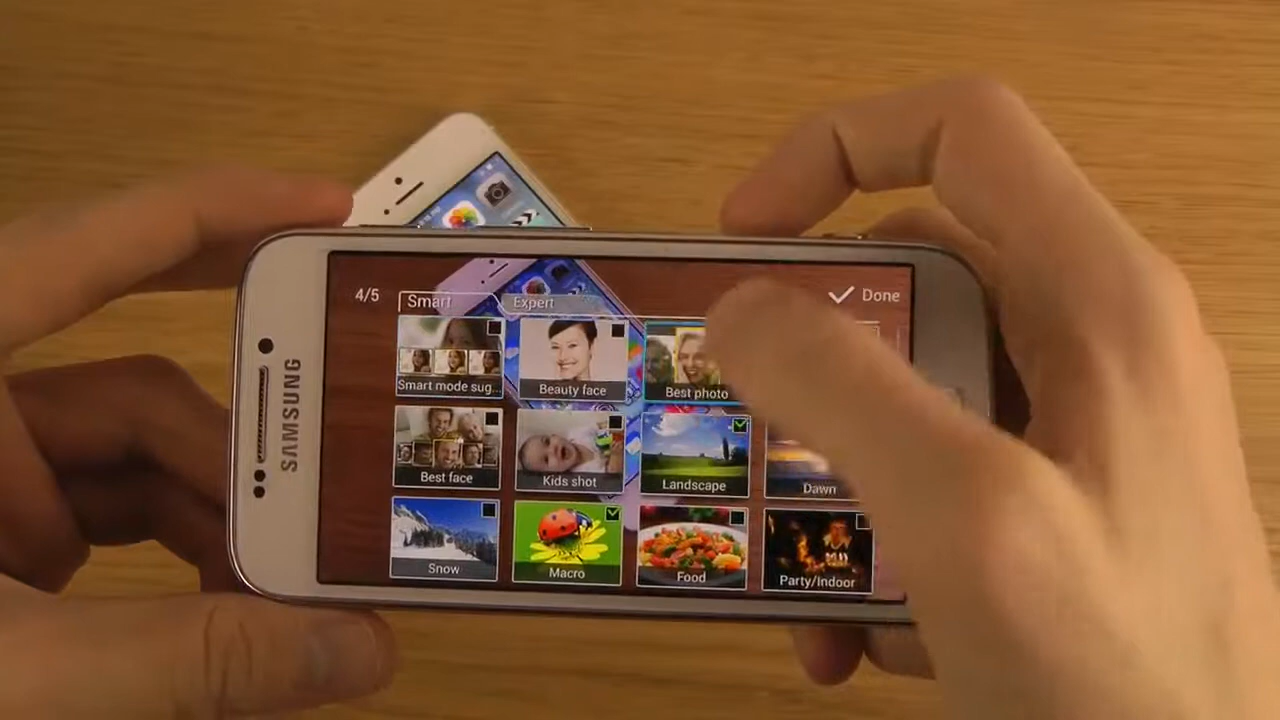 SAMSUNG
4/5
Smart
Expert
Done
Smart mode sug...
Beauty face
Best photo
Best face
Kids shot
Landscape
Dawn
Snow
Macro
Food
Party/Indoor